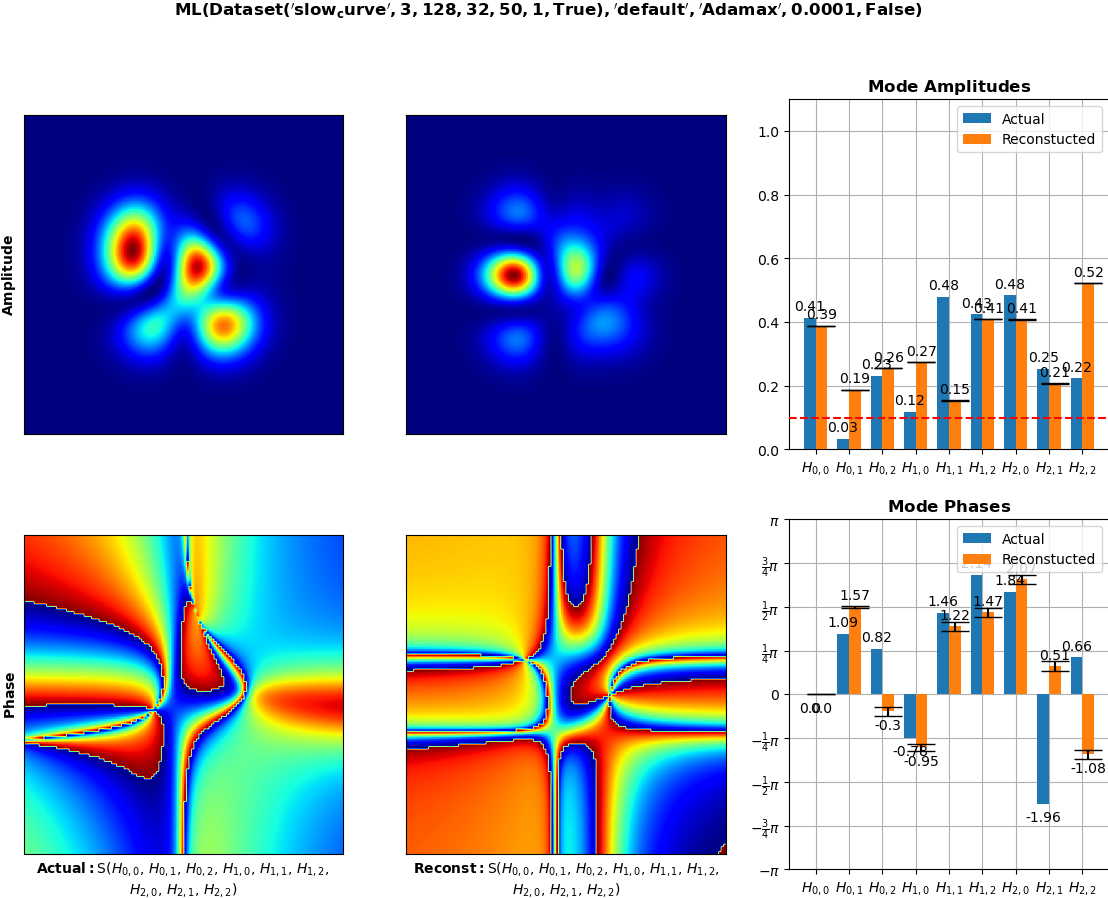 ML(Dataset(′slow_curve′, 3, 128, 32, 50, 1, True), ′default′, ′Adamax′, 0.0001, False)
Mode Amplitudes
Actual
Reconstucted
1.0
0.8
0.6
0.4
0.2
0.0
0.41
0.39
0.03
0.19
0.23
0.26
0.12
0.27
0.48
0.15
0.43
0.41
0.48
0.41
0.25
0.21
0.22
0.52
H0,0 H0,1 H0,2 H1,0 H1,1 H1,2 H2,0 H2,1 H2,2
Amplitude
Mode Phases
Actual
Reconstucted
π
3/4π
1/2π
1/4π
0
−1/4π
−1/2π
−3/4π
−π
0.0
0.0
1.09
1.57
0.82
-0.3
-0.78
-0.95
1.46
1.22
1.47
1.84
2.07
-1.96
0.51
0.66
-1.08
H0,0 H0,1 H0,2 H1,0 H1,1 H1,2 H2,0 H2,1 H2,2
Phase
Actual: S(H0,0, H0,1, H0,2, H1,0, H1,1, H1,2,
H2,0, H2,1, H2,2)
Reconst: S(H0,0, H0,1, H0,2, H1,0, H1,1, H1,2,
H2,0, H2,1, H2,2)